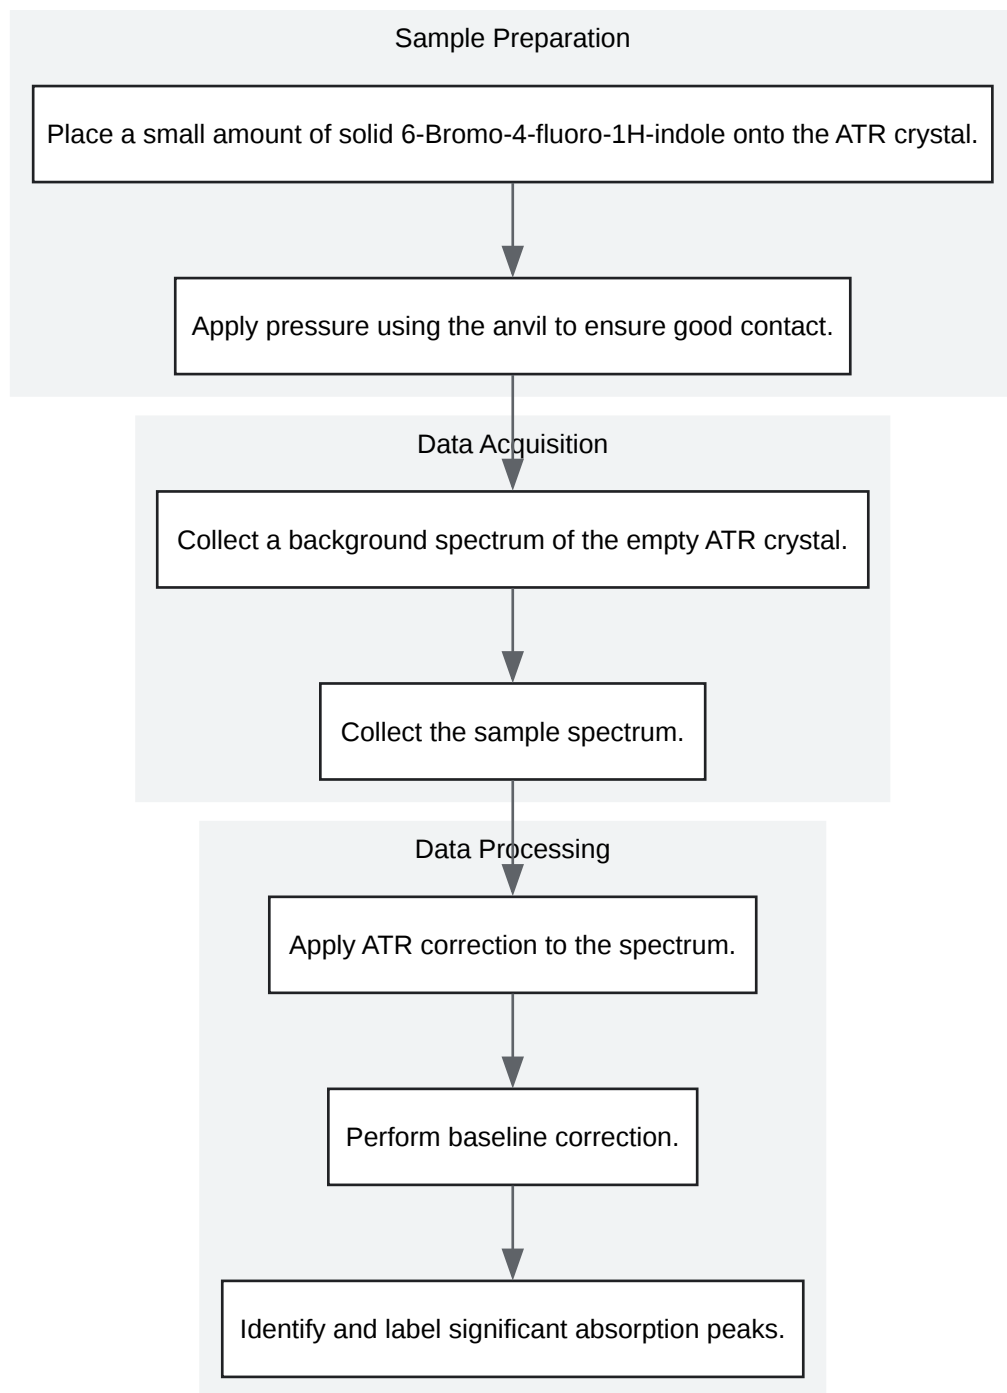 Sample Preparation
Place a small amount of solid 6-Bromo-4-fluoro-1H-indole onto the ATR crystal.
Apply pressure using the anvil to ensure good contact.
Data Acquisition
Collect a background spectrum of the empty ATR crystal.
Collect the sample spectrum.
Data Processing
Apply ATR correction to the spectrum.
Perform baseline correction.
Identify and label significant absorption peaks.